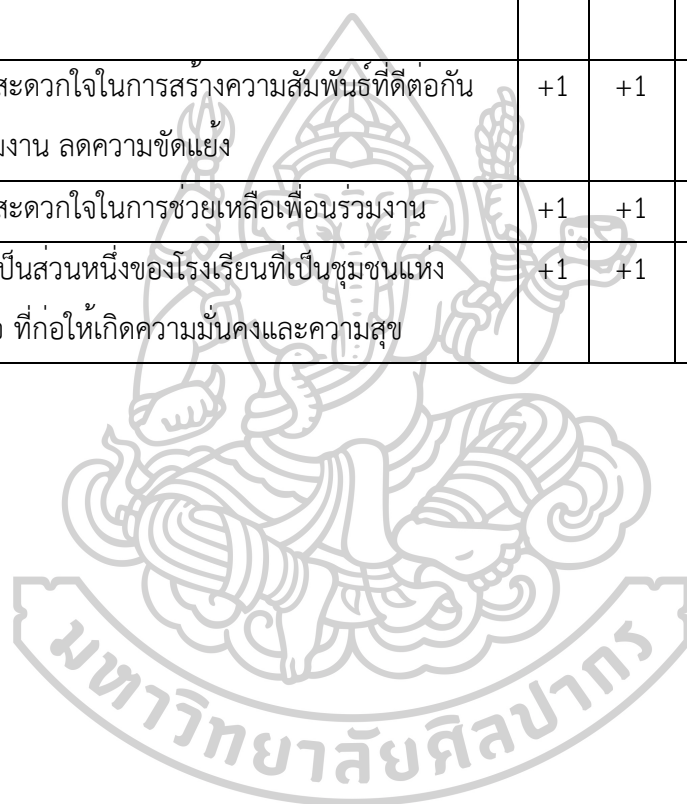 สะดวกใจในการสร้างความสัมพันธ์ที่ดีต่อกัน +1 +1
งาน ลดความขัดแย้ง
สะดวกใจในการช่วยเหลือเพื่อนร่วมงาน +1 +1
เป็นส่วนหนึ่งของโรงเรียนที่เป็นชุมชนแห่ง +1 +1
ที่ก่อให้เกิดความมั่นคงและความสุข
มหาวิทยาลัยศิลปากร